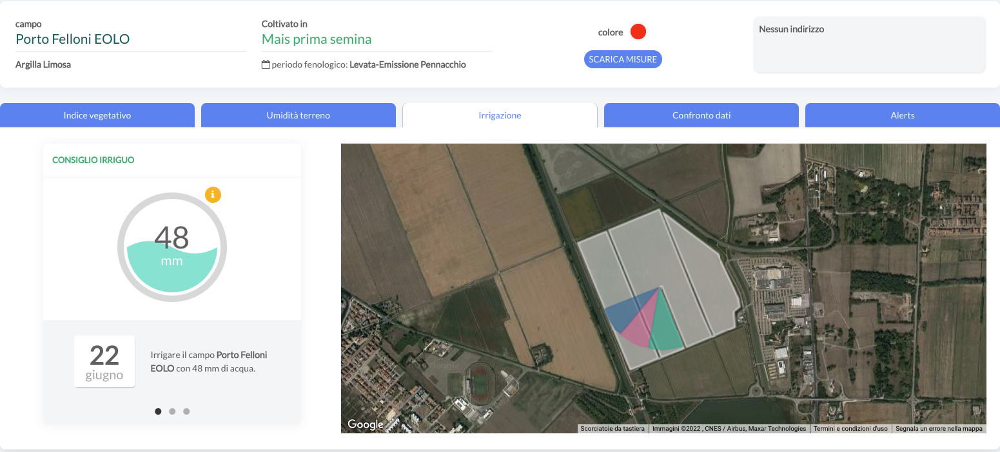 campo
Porto Felloni EOLO
Argilla Limosa
Coltivato in
Mais prima semina
periodo fenologico: Levata-Emissione Pennacchio
colore
SCARICA MISURE
Nessun indirizzo
Indice vegetativo
Umidità terreno
Irrigazione
Confronto dati
Alerts
CONSIGLIO IRRIGUO
i
48
mm
22
giugno
Irrigare il campo Porto Felloni
EOLO con 48 mm di acqua.
Google
Google
Scorciatoie da tastiera
Immagini ©2022 , CNES / Airbus, Maxar Technologies
Termini e condizioni d'uso
Segnala un errore nella mappa